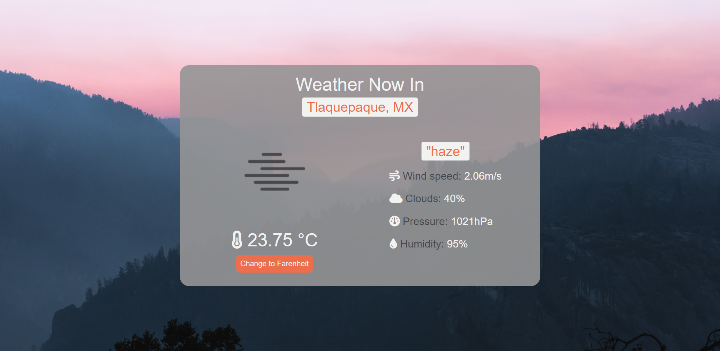 Weather Now In
Tlaquepaque, MX
"haze"
Wind speed: 2.06m/s
Clouds: 40%
Pressure: 1021hPa
Humidity: 95%
23.75 °C
Change to Farenheit